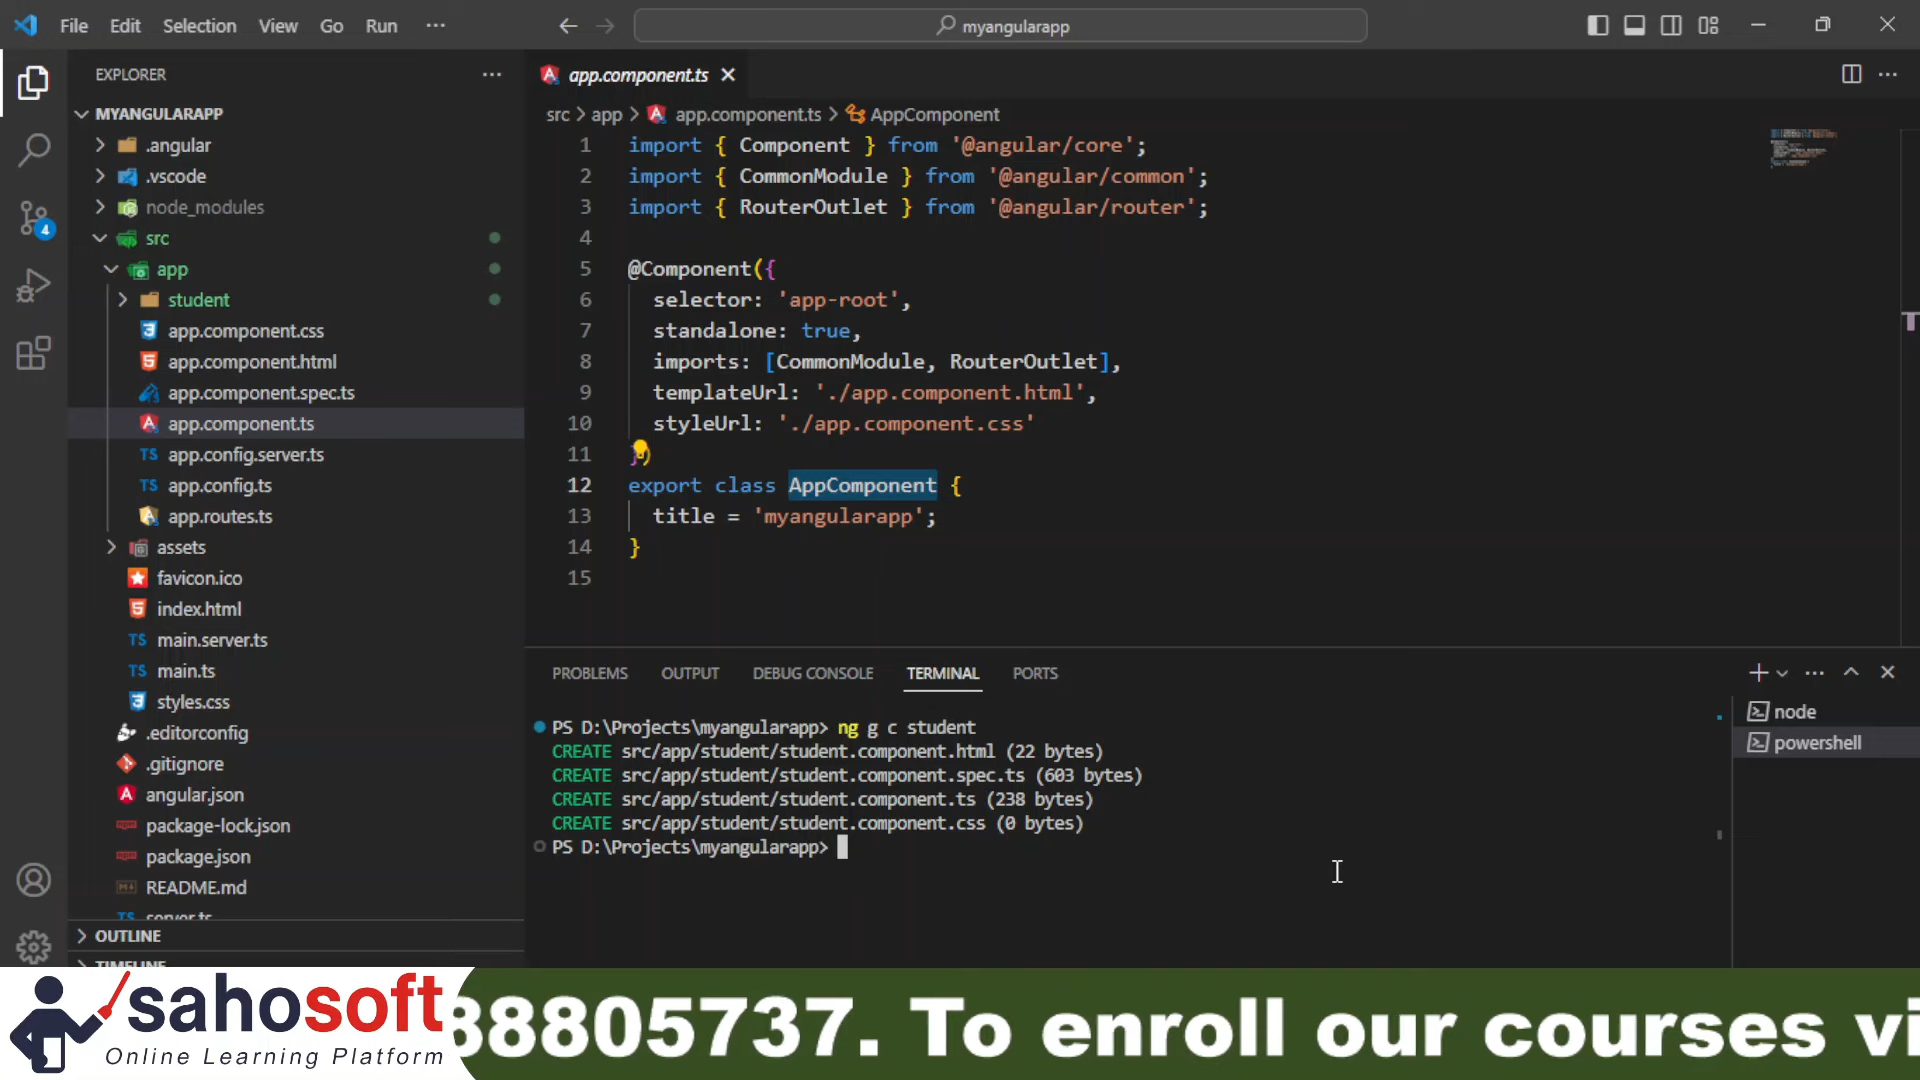 File Edit Selection View Go Run ···
myangularapp
EXPLORER ···
MYANGULARAPP
.angular
.vscode
node_modules
src
app
student
app.component.css
app.component.html
app.component.spec.ts
app.component.ts
app.config.server.ts
app.config.ts
app.routes.ts
assets
favicon.ico
index.html
main.server.ts
main.ts
styles.css
.editorconfig
.gitignore
angular.json
package-lock.json
package.json
README.md
server.ts
OUTLINE
TIMELINE
4
app.component.ts
src > app > app.component.ts > AppComponent
1 import { Component } from '@angular/core';
2 import { CommonModule } from '@angular/common';
3 import { RouterOutlet } from '@angular/router';
4
5 @Component({
6 selector: 'app-root',
7 standalone: true,
8 imports: [CommonModule, RouterOutlet],
9 templateUrl: './app.component.html',
10 styleUrl: './app.component.css'
11 })
12 export class AppComponent {
13 title = 'myangularapp';
14 }
15
PROBLEMS OUTPUT DEBUG CONSOLE TERMINAL PORTS
PS D:\Projects\myangularapp> ng g c student
CREATE src/app/student/student.component.html (22 bytes)
CREATE src/app/student/student.component.spec.ts (603 bytes)
CREATE src/app/student/student.component.ts (238 bytes)
CREATE src/app/student/student.component.css (0 bytes)
PS D:\Projects\myangularapp>
node
powershell
sahosoft
Online Learning Platform
38805737. To enroll our courses vi